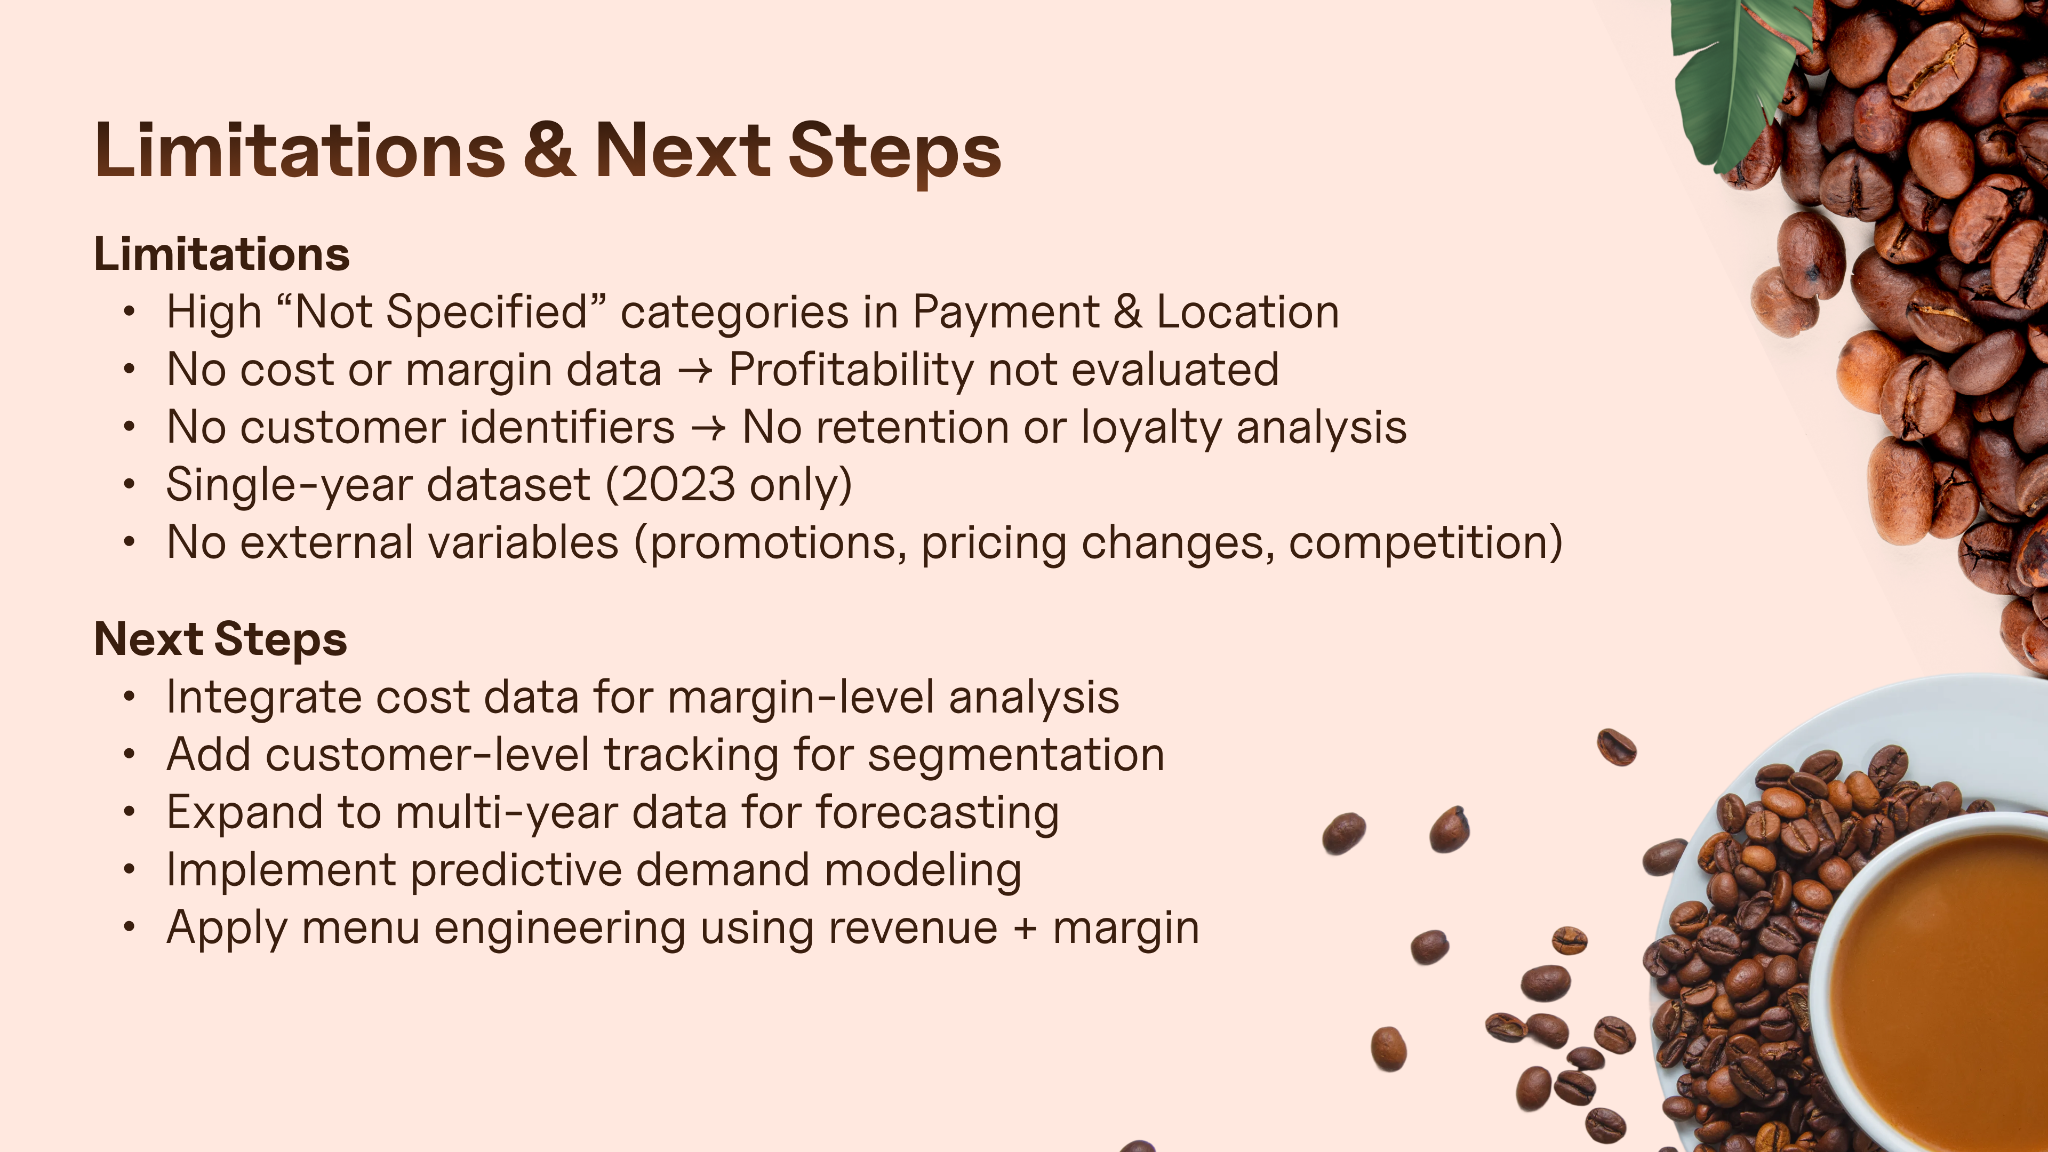 Limitations & Next Steps
Limitations
• High “Not Specified” categories in Payment & Location
• No cost or margin data → Profitability not evaluated
• No customer identifiers → No retention or loyalty analysis
• Single-year dataset (2023 only)
• No external variables (promotions, pricing changes, competition)
Next Steps
• Integrate cost data for margin-level analysis
• Add customer-level tracking for segmentation
• Expand to multi-year data for forecasting
• Implement predictive demand modeling
• Apply menu engineering using revenue + margin